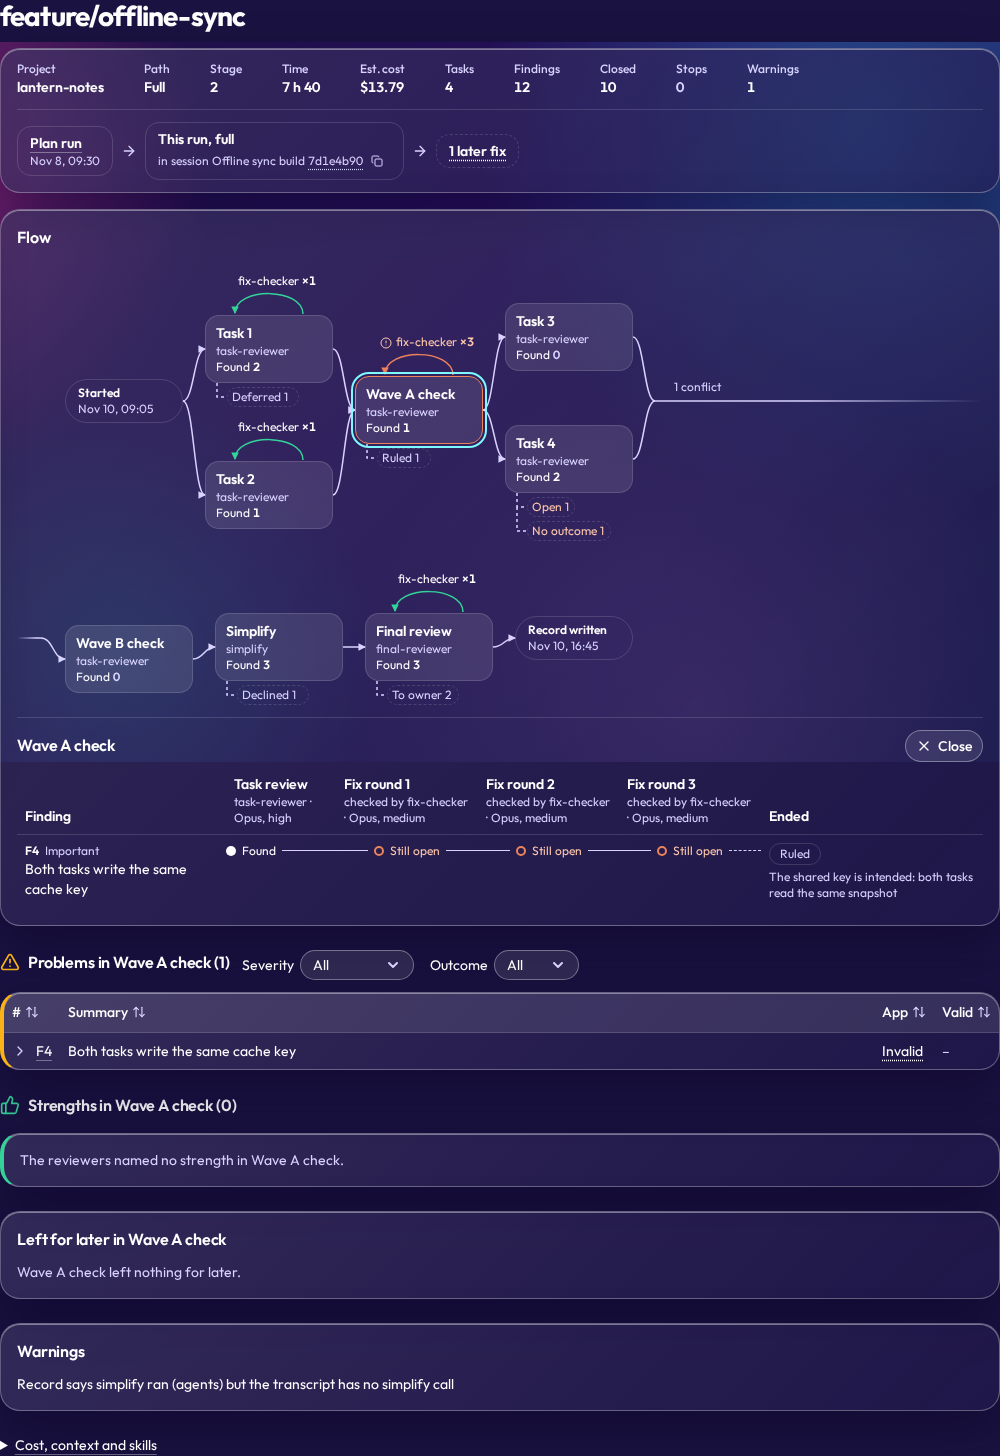 feature/offline-sync
Project Path Stage Time Est. cost Tasks Findings Closed Stops Warnings
lantern-notes Full 2 7 h 40 $13.79 4 12 10 0 1
Plan run
Nov 8, 09:30
This run, full
in session Offline sync build 7d1e4b90
1 later fix
Flow
fix-checker ×1
Task 1
task-reviewer
Found 2
Deferred 1
Started
Nov 10, 09:05
fix-checker ×1
Task 2
task-reviewer
Found 1
fix-checker ×3
Wave A check
task-reviewer
Found 1
Ruled 1
Task 3
task-reviewer
Found 0
1 conflict
Task 4
task-reviewer
Found 2
Open 1
No outcome 1
Wave B check
task-reviewer
Found 0
Simplify
simplify
Found 3
Declined 1
fix-checker ×1
Final review
final-reviewer
Found 3
To owner 2
Record written
Nov 10, 16:45
Wave A check
Close
Finding
Task review
task-reviewer ·
Opus, high
Fix round 1
checked by fix-checker
· Opus, medium
Fix round 2
checked by fix-checker
· Opus, medium
Fix round 3
checked by fix-checker
· Opus, medium
Ended
F4 Important
Both tasks write the same
cache key
Found Still open Still open Still open Ruled
The shared key is intended: both tasks
read the same snapshot
Problems in Wave A check (1) Severity All Outcome All
# Summary App Valid
F4 Both tasks write the same cache key Invalid –
Strengths in Wave A check (0)
The reviewers named no strength in Wave A check.
Left for later in Wave A check
Wave A check left nothing for later.
Warnings
Record says simplify ran (agents) but the transcript has no simplify call
Cost, context and skills